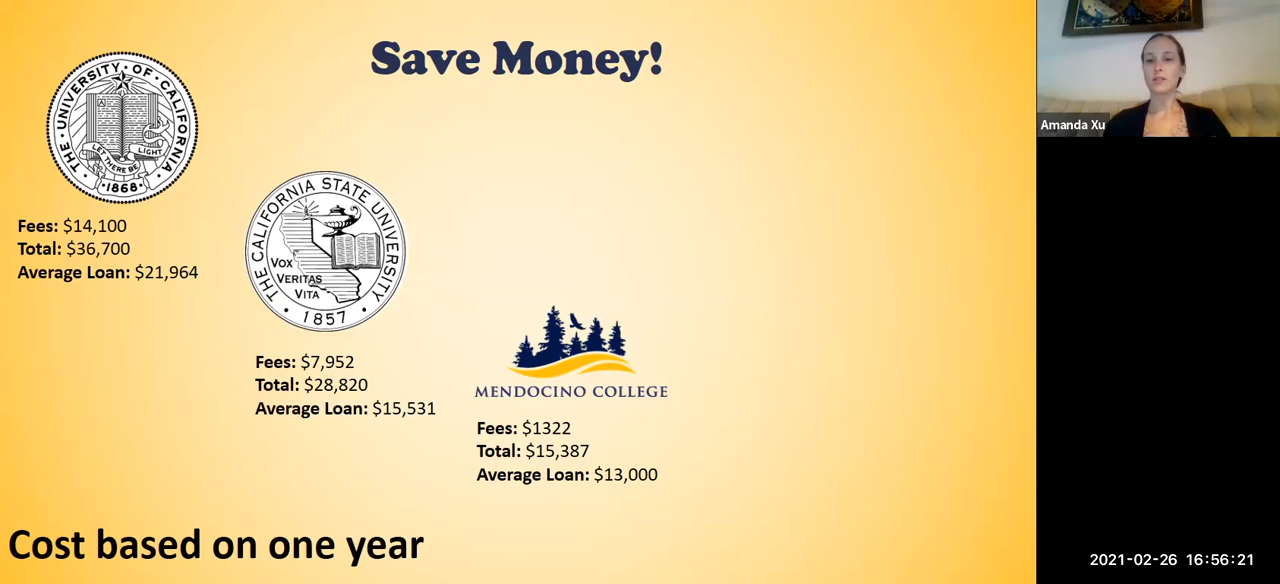 Save Money!
THE · UNIVERSITY · OF · CALIFORNIA
A
LET THERE BE LIGHT
·1868·
Fees: $14,100
Total: $36,700
Average Loan: $21,964
THE CALIFORNIA STATE UNIVERSITY
VOX
VERITAS
VITA
· 1857 ·
Fees: $7,952
Total: $28,820
Average Loan: $15,531
MENDOCINO COLLEGE
Fees: $1322
Total: $15,387
Average Loan: $13,000
Cost based on one year
Amanda Xu
2021-02-26 16:56:21